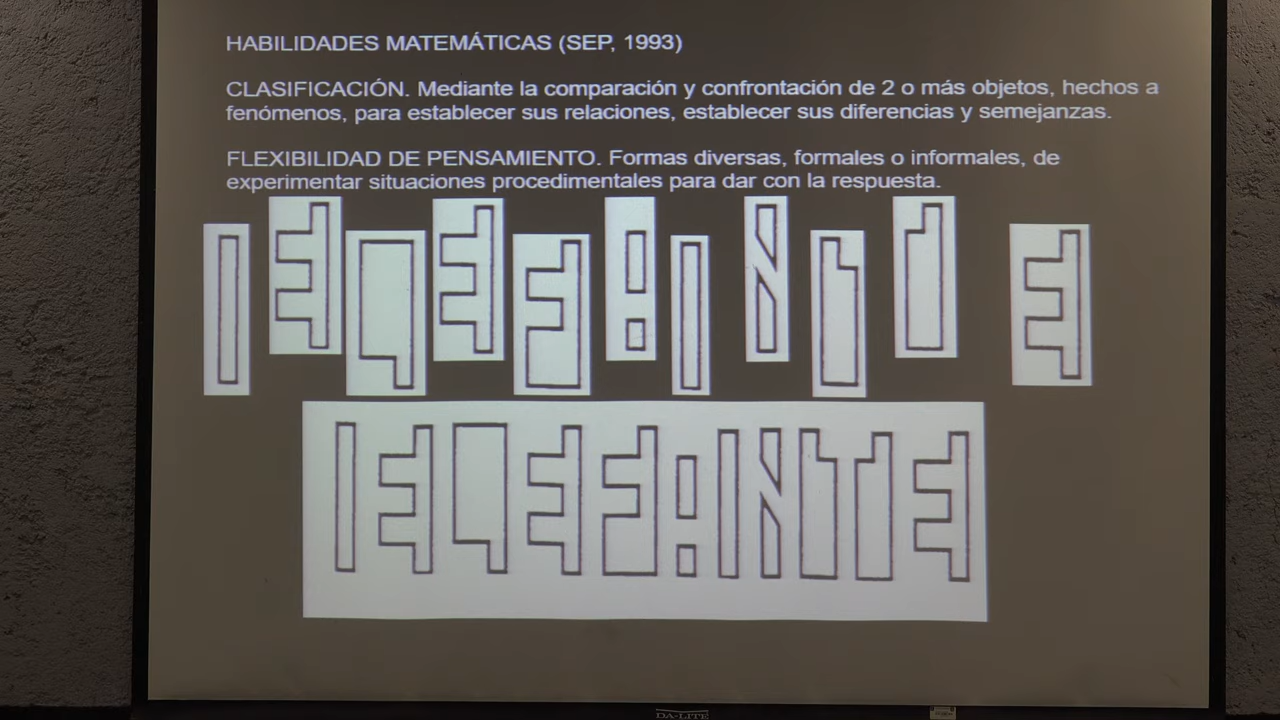 HABILIDADES MATEMÁTICAS (SEP, 1993)
CLASIFICACIÓN. Mediante la comparación y confrontación de 2 o más objetos, hechos a
fenómenos, para establecer sus relaciones, establecer sus diferencias y semejanzas.
FLEXIBILIDAD DE PENSAMIENTO. Formas diversas, formales o informales, de
experimentar situaciones procedimentales para dar con la respuesta.
ELEFANTE
DA-LITE